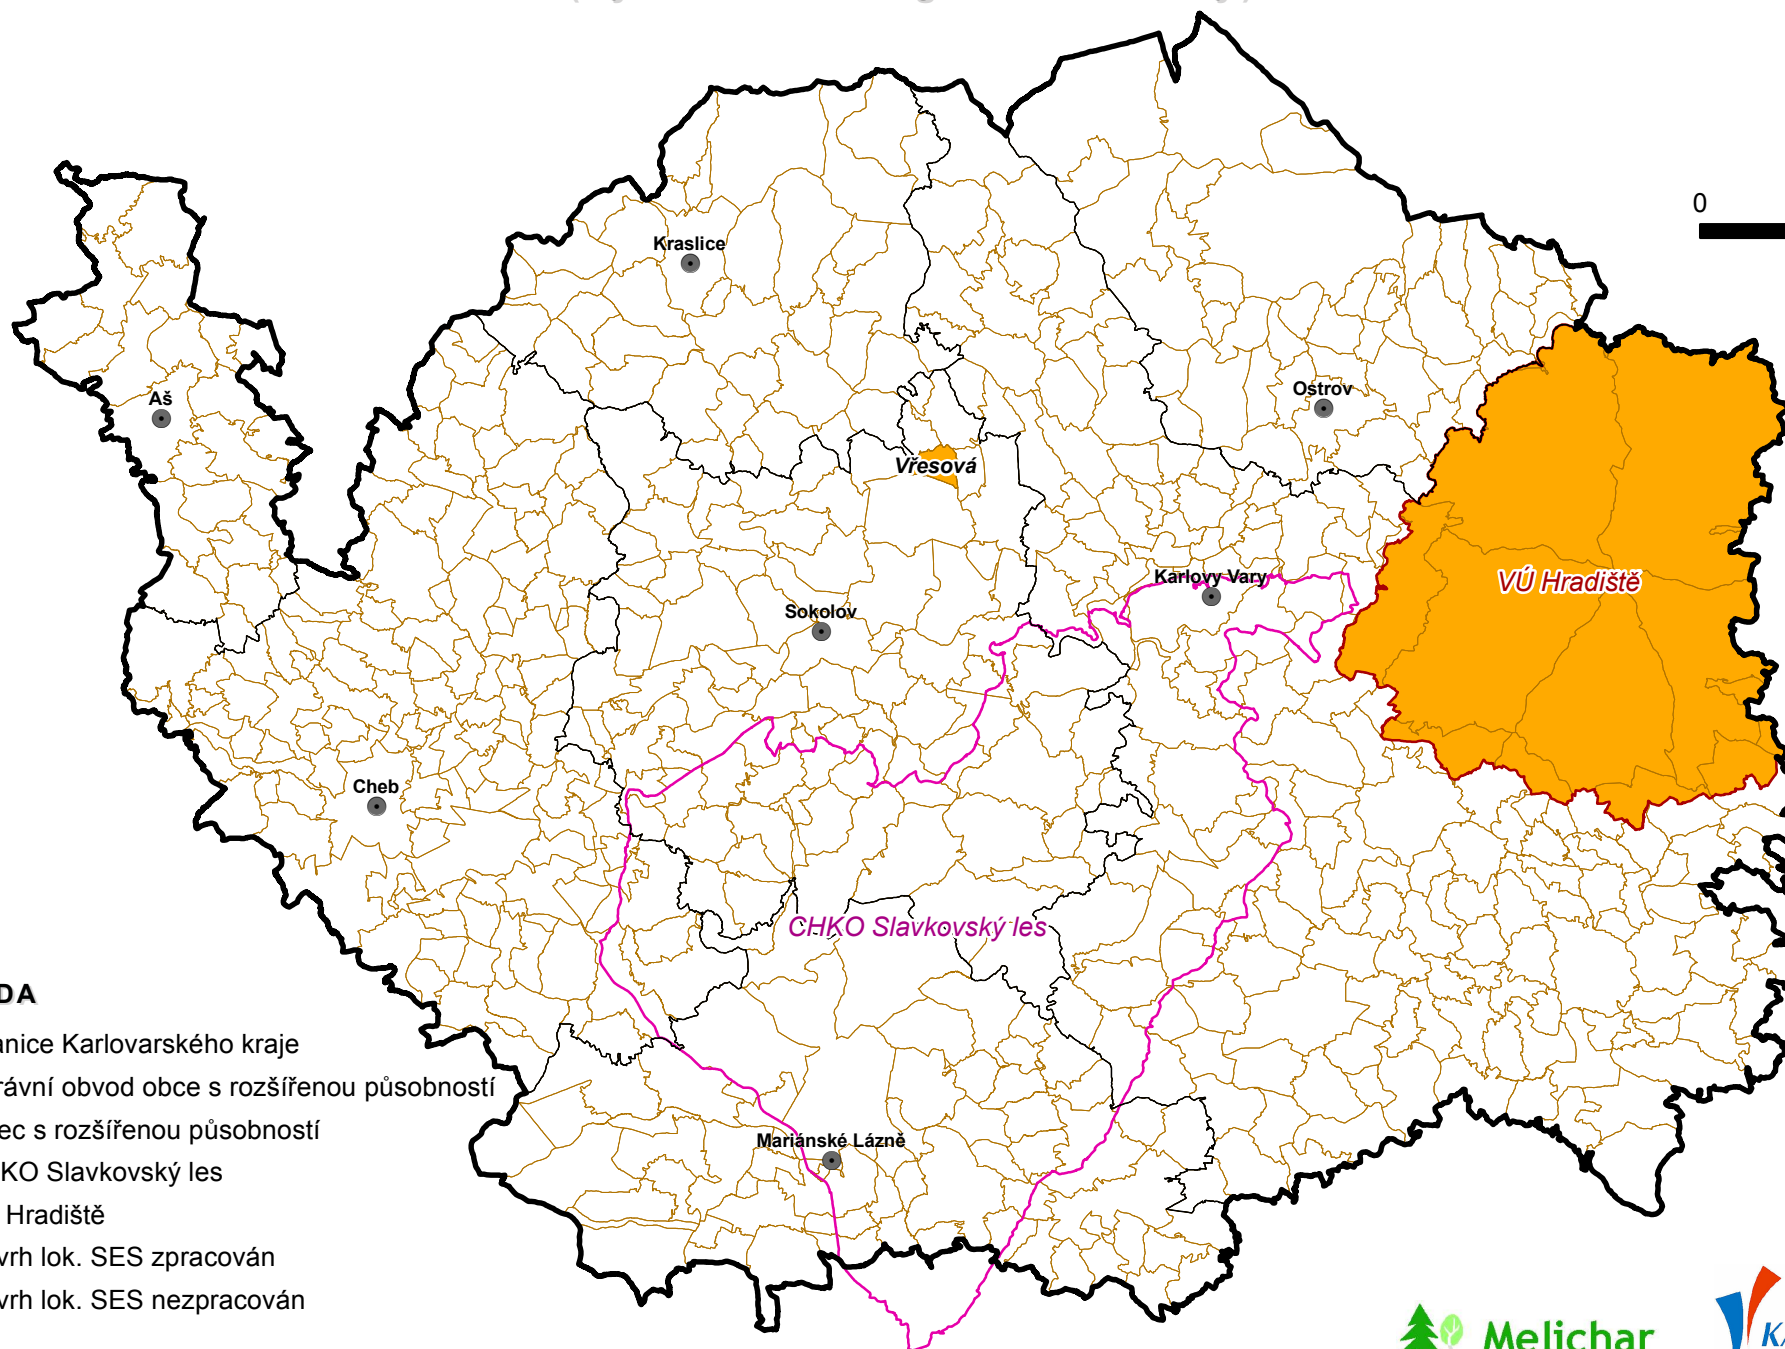 0
Kraslice
Aš
Ostrov
Vřesová
VÚ Hradiště
Karlovy Vary
Sokolov
Cheb
CHKO Slavkovský les
Mariánské Lázně
DA
anice Karlovarského kraje
rávní obvod obce s rozšířenou působností
ec s rozšířenou působností
KO Slavkovský les
Hradiště
vrh lok. SES zpracován
vrh lok. SES nezpracován
Melichar
KA